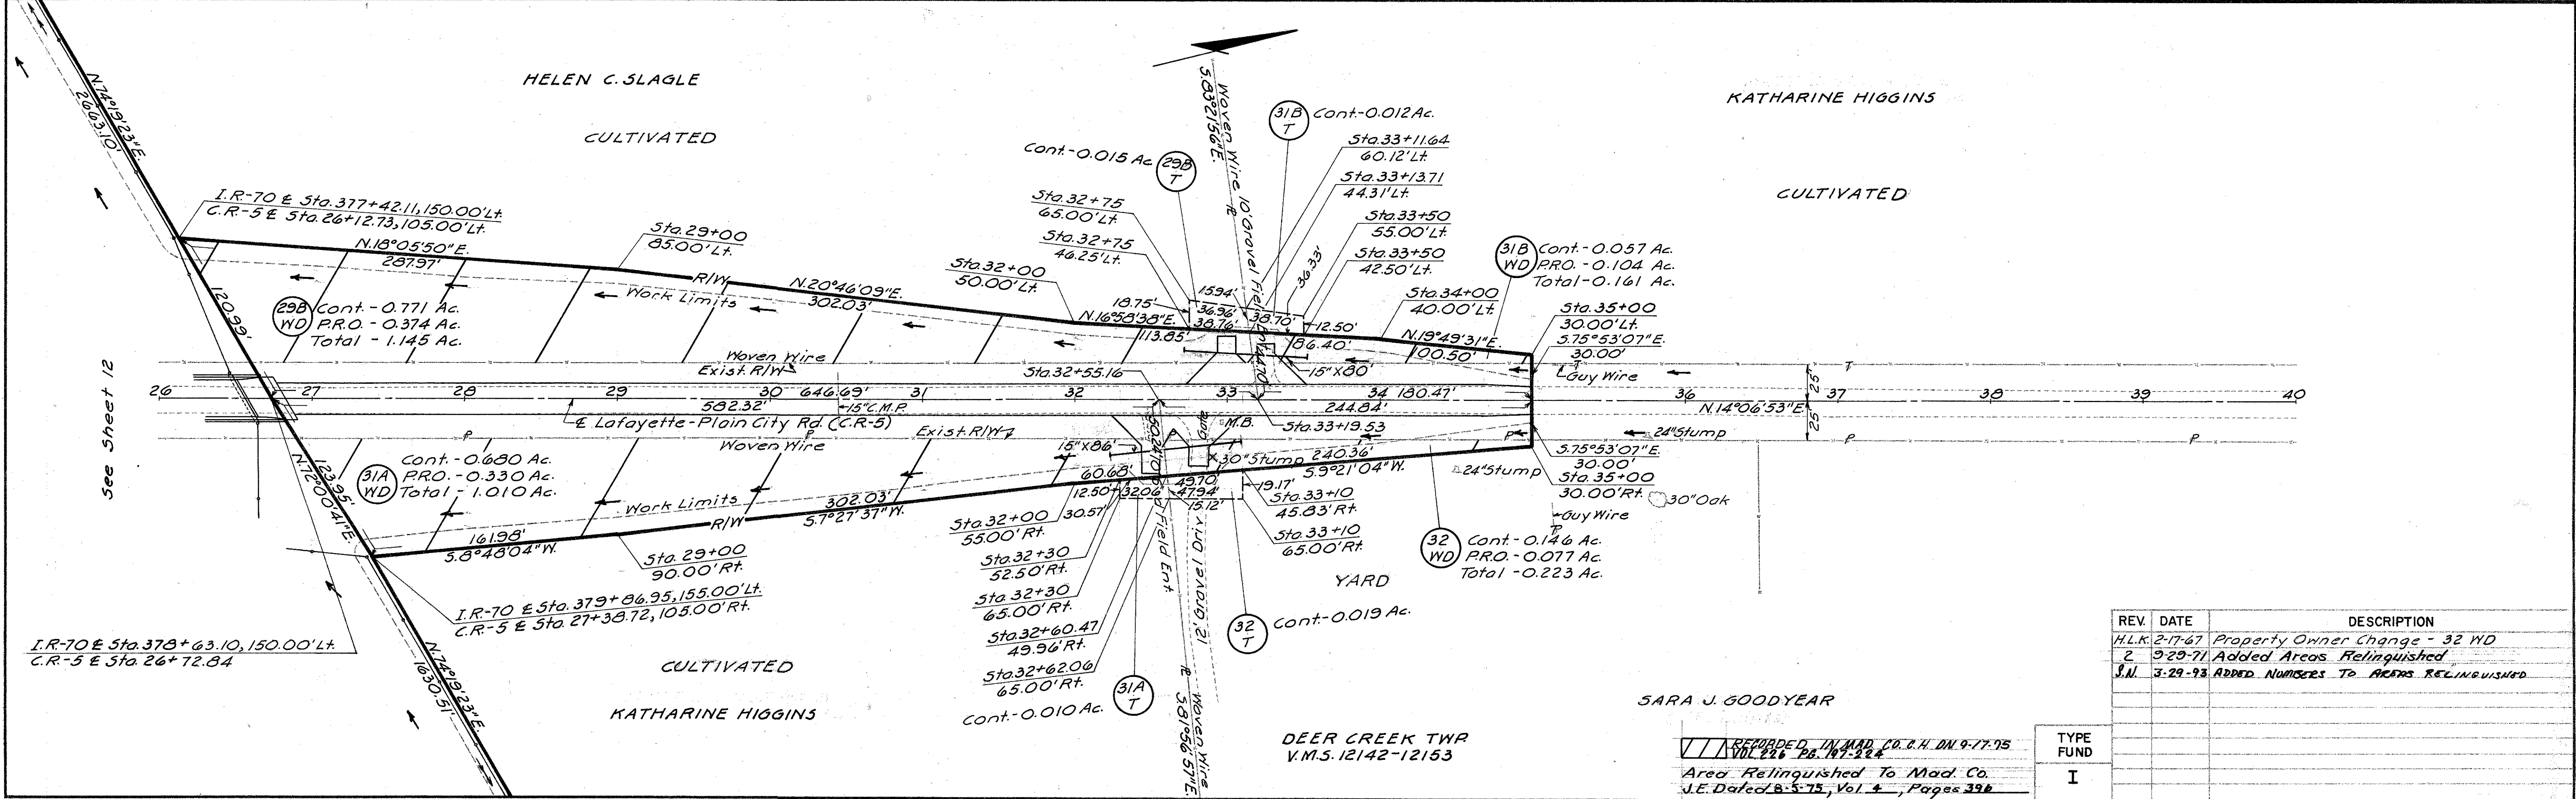 HELEN C. SLAGLE
CULTIVATED
KATHARINE HIGGINS
CULTIVATED
N.74°19'23"E.
2663.10'
I.R-70 ℄ Sta.377+42.11,150.00'Lt.
C.R-5 ℄ Sta.26+12.73,105.00'Lt.
N.18°05'50"E.
287.97'
Sta.29+00
85.00'Lt.
R/W
N.20°46'09"E.
302.03'
Work Limits
Sta.32+00
50.00'Lt.
Cont.-0.015 Ac
29B
T
Sta.32+75
65.00'Lt.
Sta.32+75
46.25'Lt.
Woven Wire
S.83°21'56"E.
10'Gravel Field Ent.
31B
T
Cont.-0.012Ac.
Sta.33+11.64
60.12'Lt.
Sta.33+13.71
44.31'Lt.
Sta.33+50
55.00'Lt.
Sta.33+50
42.50'Lt.
36.33'
15.94'
18.75'
36.96'
38.76'
38.70'
12.50'
N.16°58'38"E.
113.85'
86.40'
Sta.34+00
40.00'Lt.
N.19°49'31"E.
100.50'
31B
WD
Cont.-0.057 Ac.
P.R.O.-0.104 Ac.
Total-0.161 Ac.
Sta.35+00
30.00'Lt.
S.75°53'07"E.
30.00'
T
T
Guy Wire
120.99'
29B
WD
Cont.-0.771 Ac.
P.R.O.-0.374 Ac.
Total-1.145 Ac.
See Sheet 12
Woven Wire
Exist. R/W
Sta.32+55.16
44.70'
15"X80'
26 27 28 29 30 646.69' 31 32 33 34 180.47' 36 37 38 39 40
582.32'
15"C.M.P.
244.84'
N.14°06'53"E.
25'
25'
℄ Lafayette-Plain City Rd. (C.R-5)
Sta.33+19.53
P
Woven Wire
P
Exist. R/W
M.B.
P
24"Stump
P
P
15"X86'
50.24'
30"Stump
240.36'
S.9°21'04"W.
24"Stump
S.75°53'07"E.
30.00'
Sta.35+00
30.00'Rt.
30"Oak
Guy Wire
P
123.95'
N.72°00'41"E.
31A
WD
Cont.-0.680 Ac.
P.R.O.-0.330 Ac.
Total-1.010 Ac.
Work Limits
302.03'
R/W
S.7°27'37"W.
161.98'
S.8°48'04"W.
Sta.29+00
90.00'Rt.
60.68'
49.70'
12.50'
32.06'
47.94'
30.57'
15.12'
19.17'
Sta.32+00
55.00'Rt.
Sta.32+30
52.50'Rt.
Sta.32+30
65.00'Rt.
Sta.32+60.47
49.96'Rt.
Sta.32+62.06
65.00'Rt.
Field Ent
12'Gravel Driv
Sta.33+10
45.83'Rt
Sta.33+10
65.00'Rt.
32
WD
Cont.-0.146 Ac.
P.R.O.-0.077 Ac.
Total-0.223 Ac.
YARD
32
T
Cont.-0.019 Ac.
31A
T
Cont.-0.010 Ac.
Woven Wire
S.81°56'57"E.
I.R-70 ℄ Sta.379+86.95,155.00'Lt.
C.R-5 ℄ Sta.27+38.72,105.00'Rt.
I.R-70 ℄ Sta.378+63.10,150.00'Lt.
C.R-5 ℄ Sta.26+72.84
N.74°19'23"E.
1630.51'
CULTIVATED
KATHARINE HIGGINS
DEER CREEK TWP.
V.M.S. 12142-12153
SARA J. GOODYEAR
RECORDED IN MAD. CO. C.H ON 9-17-75
VOL 226 PG. 197-224
Area Relinquished To Mad. Co.
J.E. Dated 8-5-75, Vol 4, Pages 396
TYPE
FUND
I
REV. DATE DESCRIPTION
H.L.K. 2-17-67 Property Owner Change - 32 WD
2 9-29-71 Added Areas Relinquished
S.N. 3-29-93 ADDED NUMBERS TO AREAS RELINQUISHED